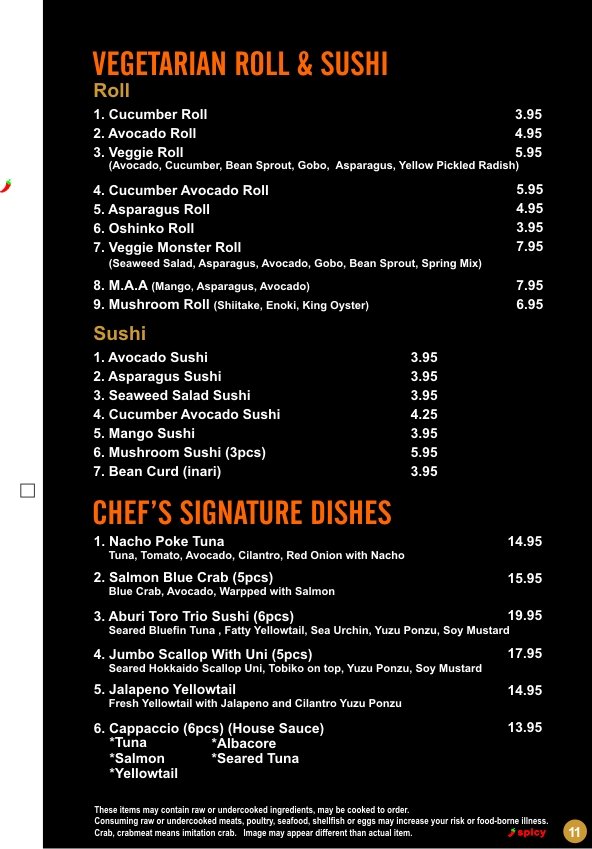 VEGETARIAN ROLL & SUSHI
Roll
1. Cucumber Roll 3.95
2. Avocado Roll 4.95
3. Veggie Roll 5.95
(Avocado, Cucumber, Bean Sprout, Gobo, Asparagus, Yellow Pickled Radish)
4. Cucumber Avocado Roll 5.95
5. Asparagus Roll 4.95
6. Oshinko Roll 3.95
7. Veggie Monster Roll 7.95
(Seaweed Salad, Asparagus, Avocado, Gobo, Bean Sprout, Spring Mix)
8. M.A.A (Mango, Asparagus, Avocado) 7.95
9. Mushroom Roll (Shiitake, Enoki, King Oyster) 6.95
Sushi
1. Avocado Sushi 3.95
2. Asparagus Sushi 3.95
3. Seaweed Salad Sushi 3.95
4. Cucumber Avocado Sushi 4.25
5. Mango Sushi 3.95
6. Mushroom Sushi (3pcs) 5.95
7. Bean Curd (inari) 3.95
CHEF'S SIGNATURE DISHES
1. Nacho Poke Tuna 14.95
Tuna, Tomato, Avocado, Cilantro, Red Onion with Nacho
2. Salmon Blue Crab (5pcs) 15.95
Blue Crab, Avocado, Warpped with Salmon
3. Aburi Toro Trio Sushi (6pcs) 19.95
Seared Bluefin Tuna , Fatty Yellowtail, Sea Urchin, Yuzu Ponzu, Soy Mustard
4. Jumbo Scallop With Uni (5pcs) 17.95
Seared Hokkaido Scallop Uni, Tobiko on top, Yuzu Ponzu, Soy Mustard
5. Jalapeno Yellowtail 14.95
Fresh Yellowtail with Jalapeno and Cilantro Yuzu Ponzu
6. Cappaccio (6pcs) (House Sauce) 13.95
*Tuna *Albacore
*Salmon *Seared Tuna
*Yellowtail
These items may contain raw or undercooked ingredients, may be cooked to order.
Consuming raw or undercooked meats, poultry, seafood, shellfish or eggs may increase your risk or food-borne illness.
Crab, crabmeat means imitation crab. Image may appear different than actual item.
spicy
11